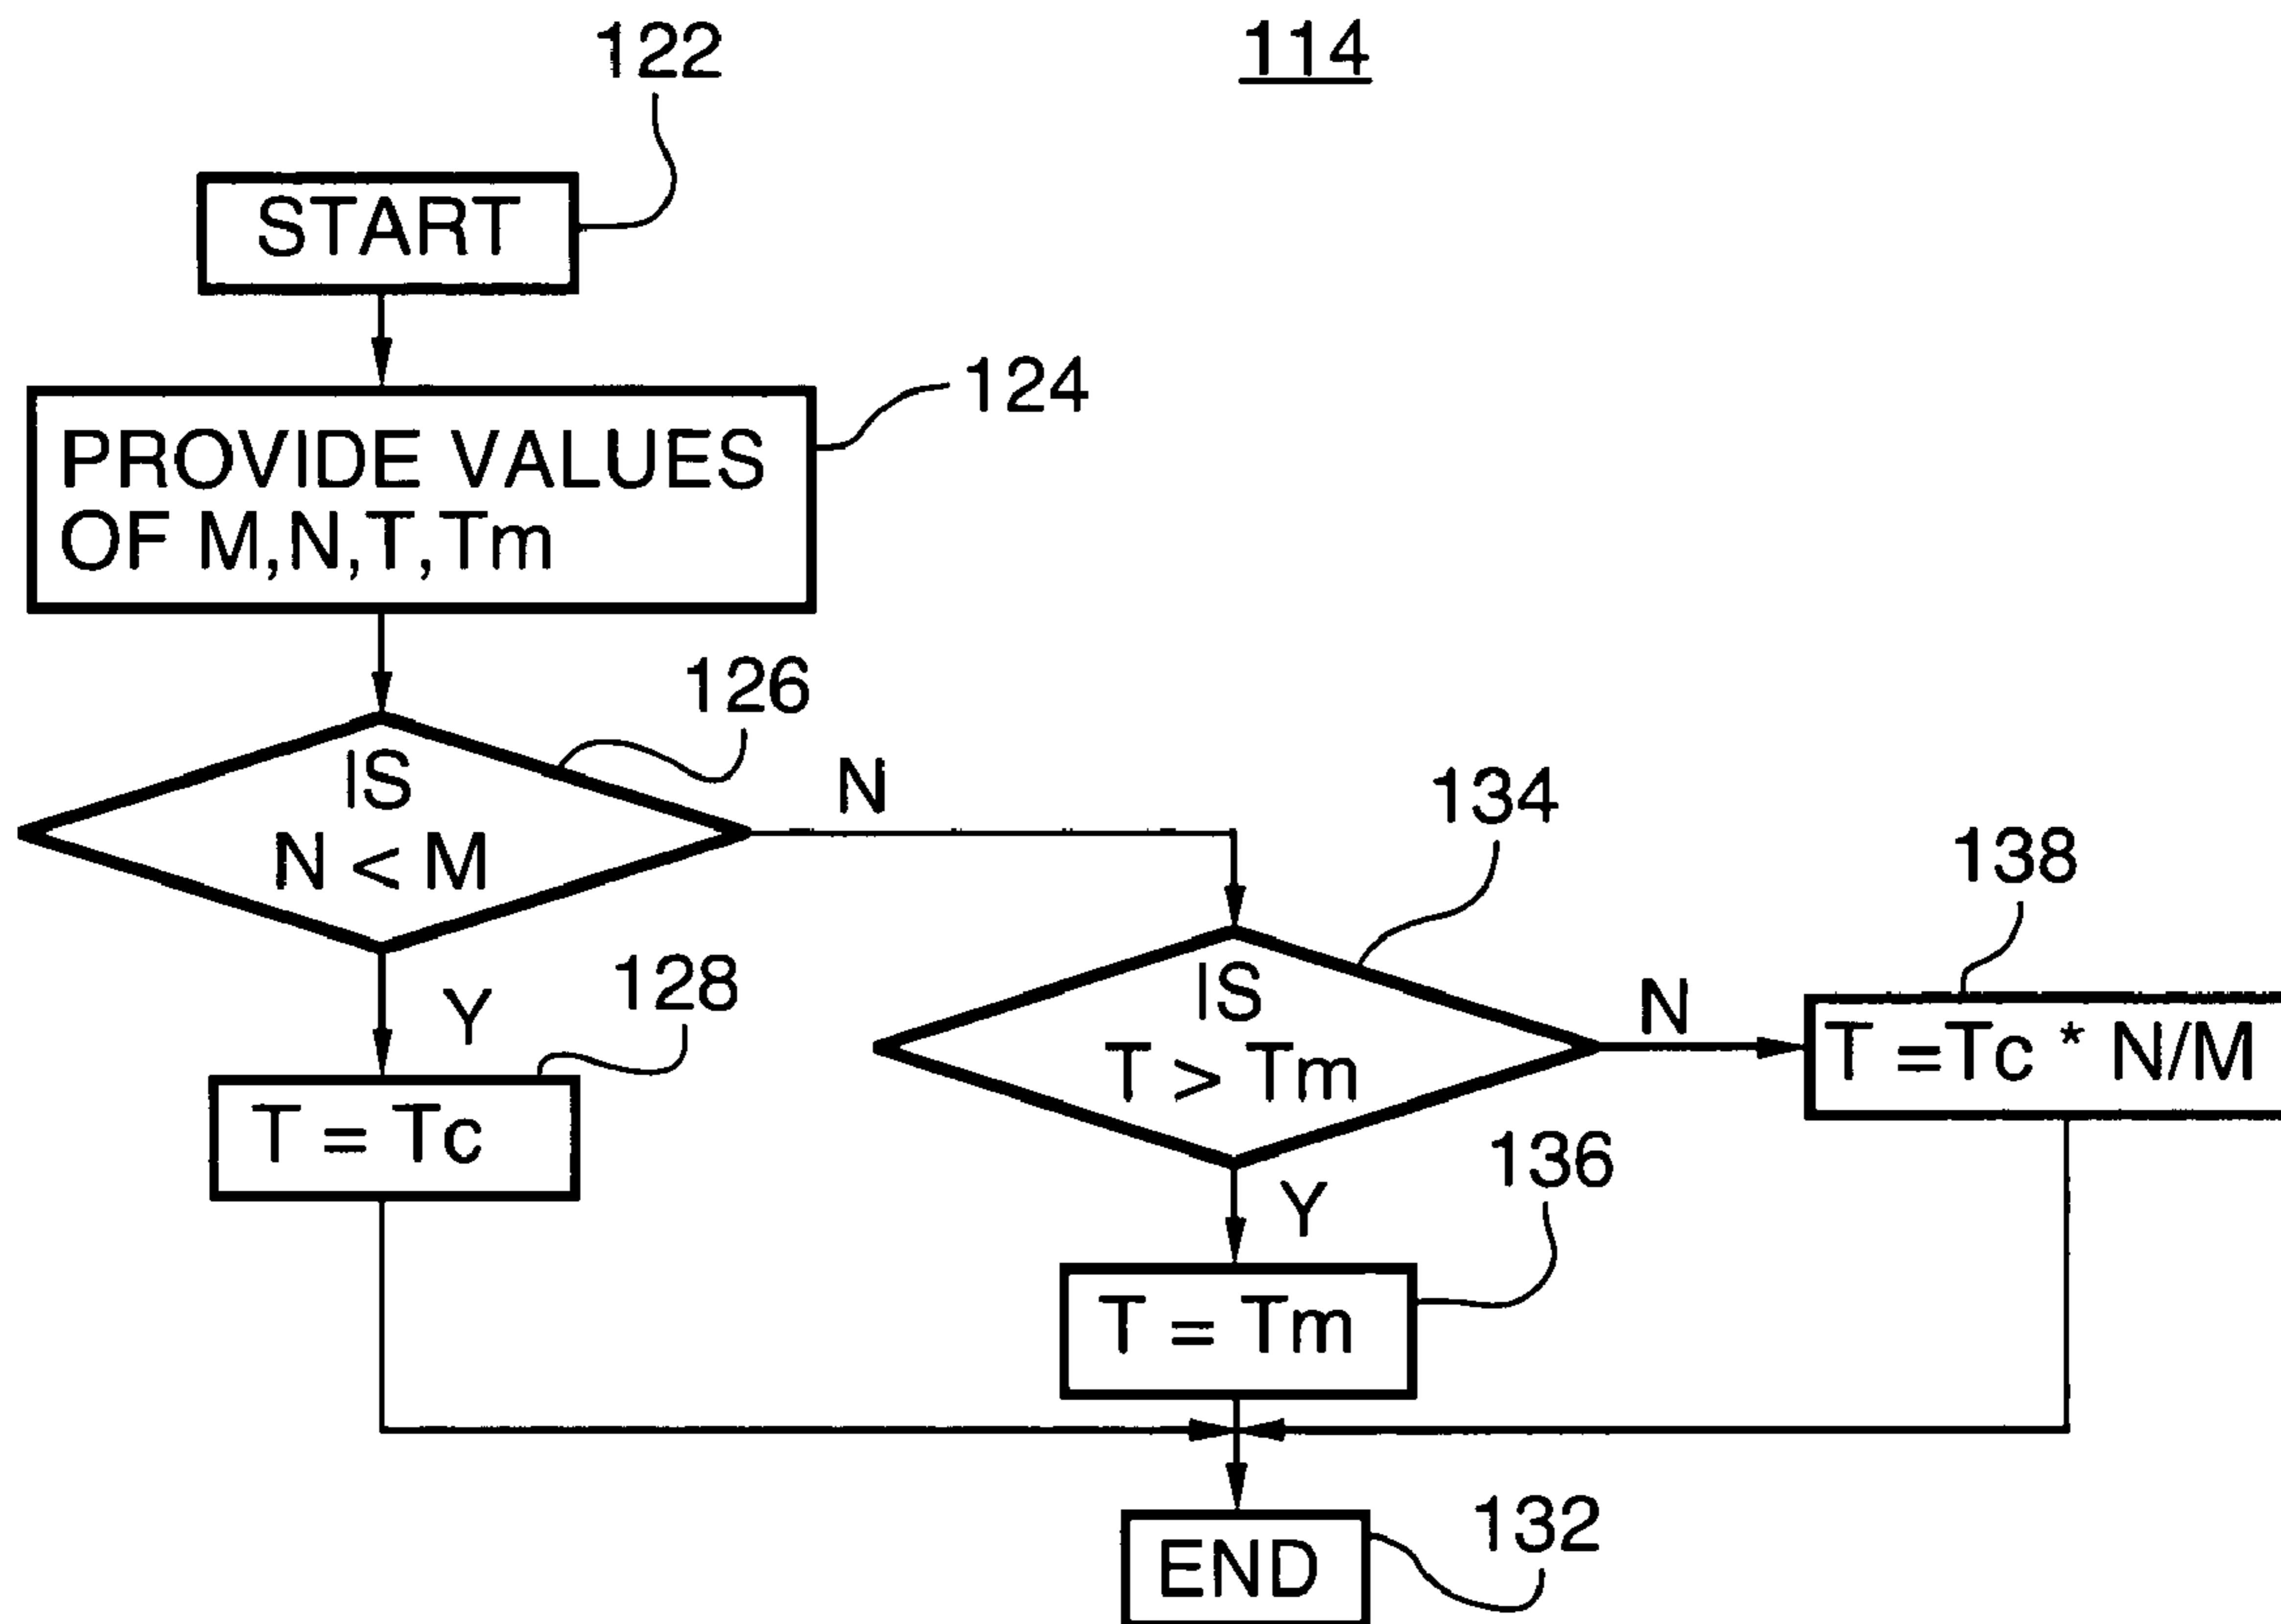 122
114
START
124
PROVIDE VALUES
OF M,N,T,Tm
126
IS
N < M
N
134
138
128
Y
IS
T > Tm
N
T =Tc * N/M
T = Tc
136
Y
T = Tm
132
END